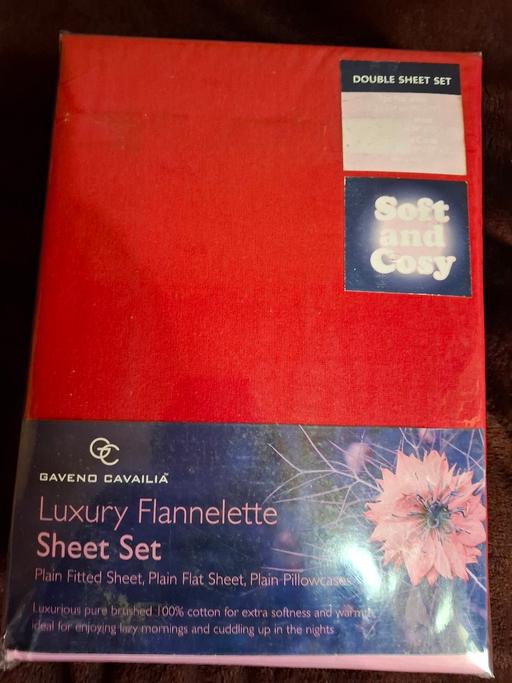 DOUBLE SHEET SET
Soft
and
Cosy
GC
GAVENO CAVAILIA™
Luxury Flannelette
Sheet Set
Plain Fitted Sheet, Plain Flat Sheet, Plain Pillowcases
Luxurious pure brushed 100% cotton for extra softness and warmth
ideal for enjoying lazy mornings and cuddling up in the nights